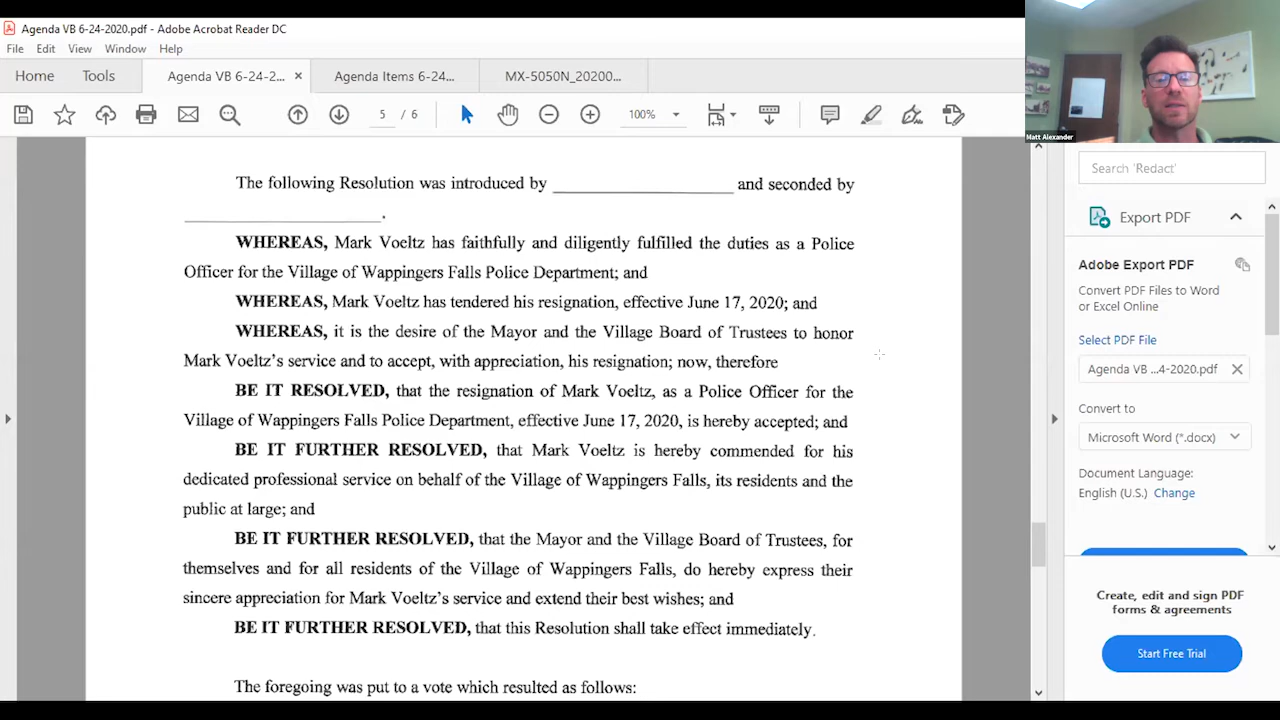 Agenda VB 6-24-2020.pdf - Adobe Acrobat Reader DC
File Edit View Window Help
Home Tools Agenda VB 6-24-2... × Agenda Items 6-24... MX-5050N_20200...
5 / 6 100%
Matt Alexander
The following Resolution was introduced by ____________________ and seconded by
______________________.
WHEREAS, Mark Voeltz has faithfully and diligently fulfilled the duties as a Police
Officer for the Village of Wappingers Falls Police Department; and
WHEREAS, Mark Voeltz has tendered his resignation, effective June 17, 2020; and
WHEREAS, it is the desire of the Mayor and the Village Board of Trustees to honor
Mark Voeltz's service and to accept, with appreciation, his resignation; now, therefore
BE IT RESOLVED, that the resignation of Mark Voeltz, as a Police Officer for the
Village of Wappingers Falls Police Department, effective June 17, 2020, is hereby accepted; and
BE IT FURTHER RESOLVED, that Mark Voeltz is hereby commended for his
dedicated professional service on behalf of the Village of Wappingers Falls, its residents and the
public at large; and
BE IT FURTHER RESOLVED, that the Mayor and the Village Board of Trustees, for
themselves and for all residents of the Village of Wappingers Falls, do hereby express their
sincere appreciation for Mark Voeltz's service and extend their best wishes; and
BE IT FURTHER RESOLVED, that this Resolution shall take effect immediately.
The foregoing was put to a vote which resulted as follows:
Search 'Redact'
Export PDF
Adobe Export PDF
Convert PDF Files to Word
or Excel Online
Select PDF File
Agenda VB ...4-2020.pdf
Convert to
Microsoft Word (*.docx)
Document Language:
English (U.S.) Change
Create, edit and sign PDF
forms & agreements
Start Free Trial